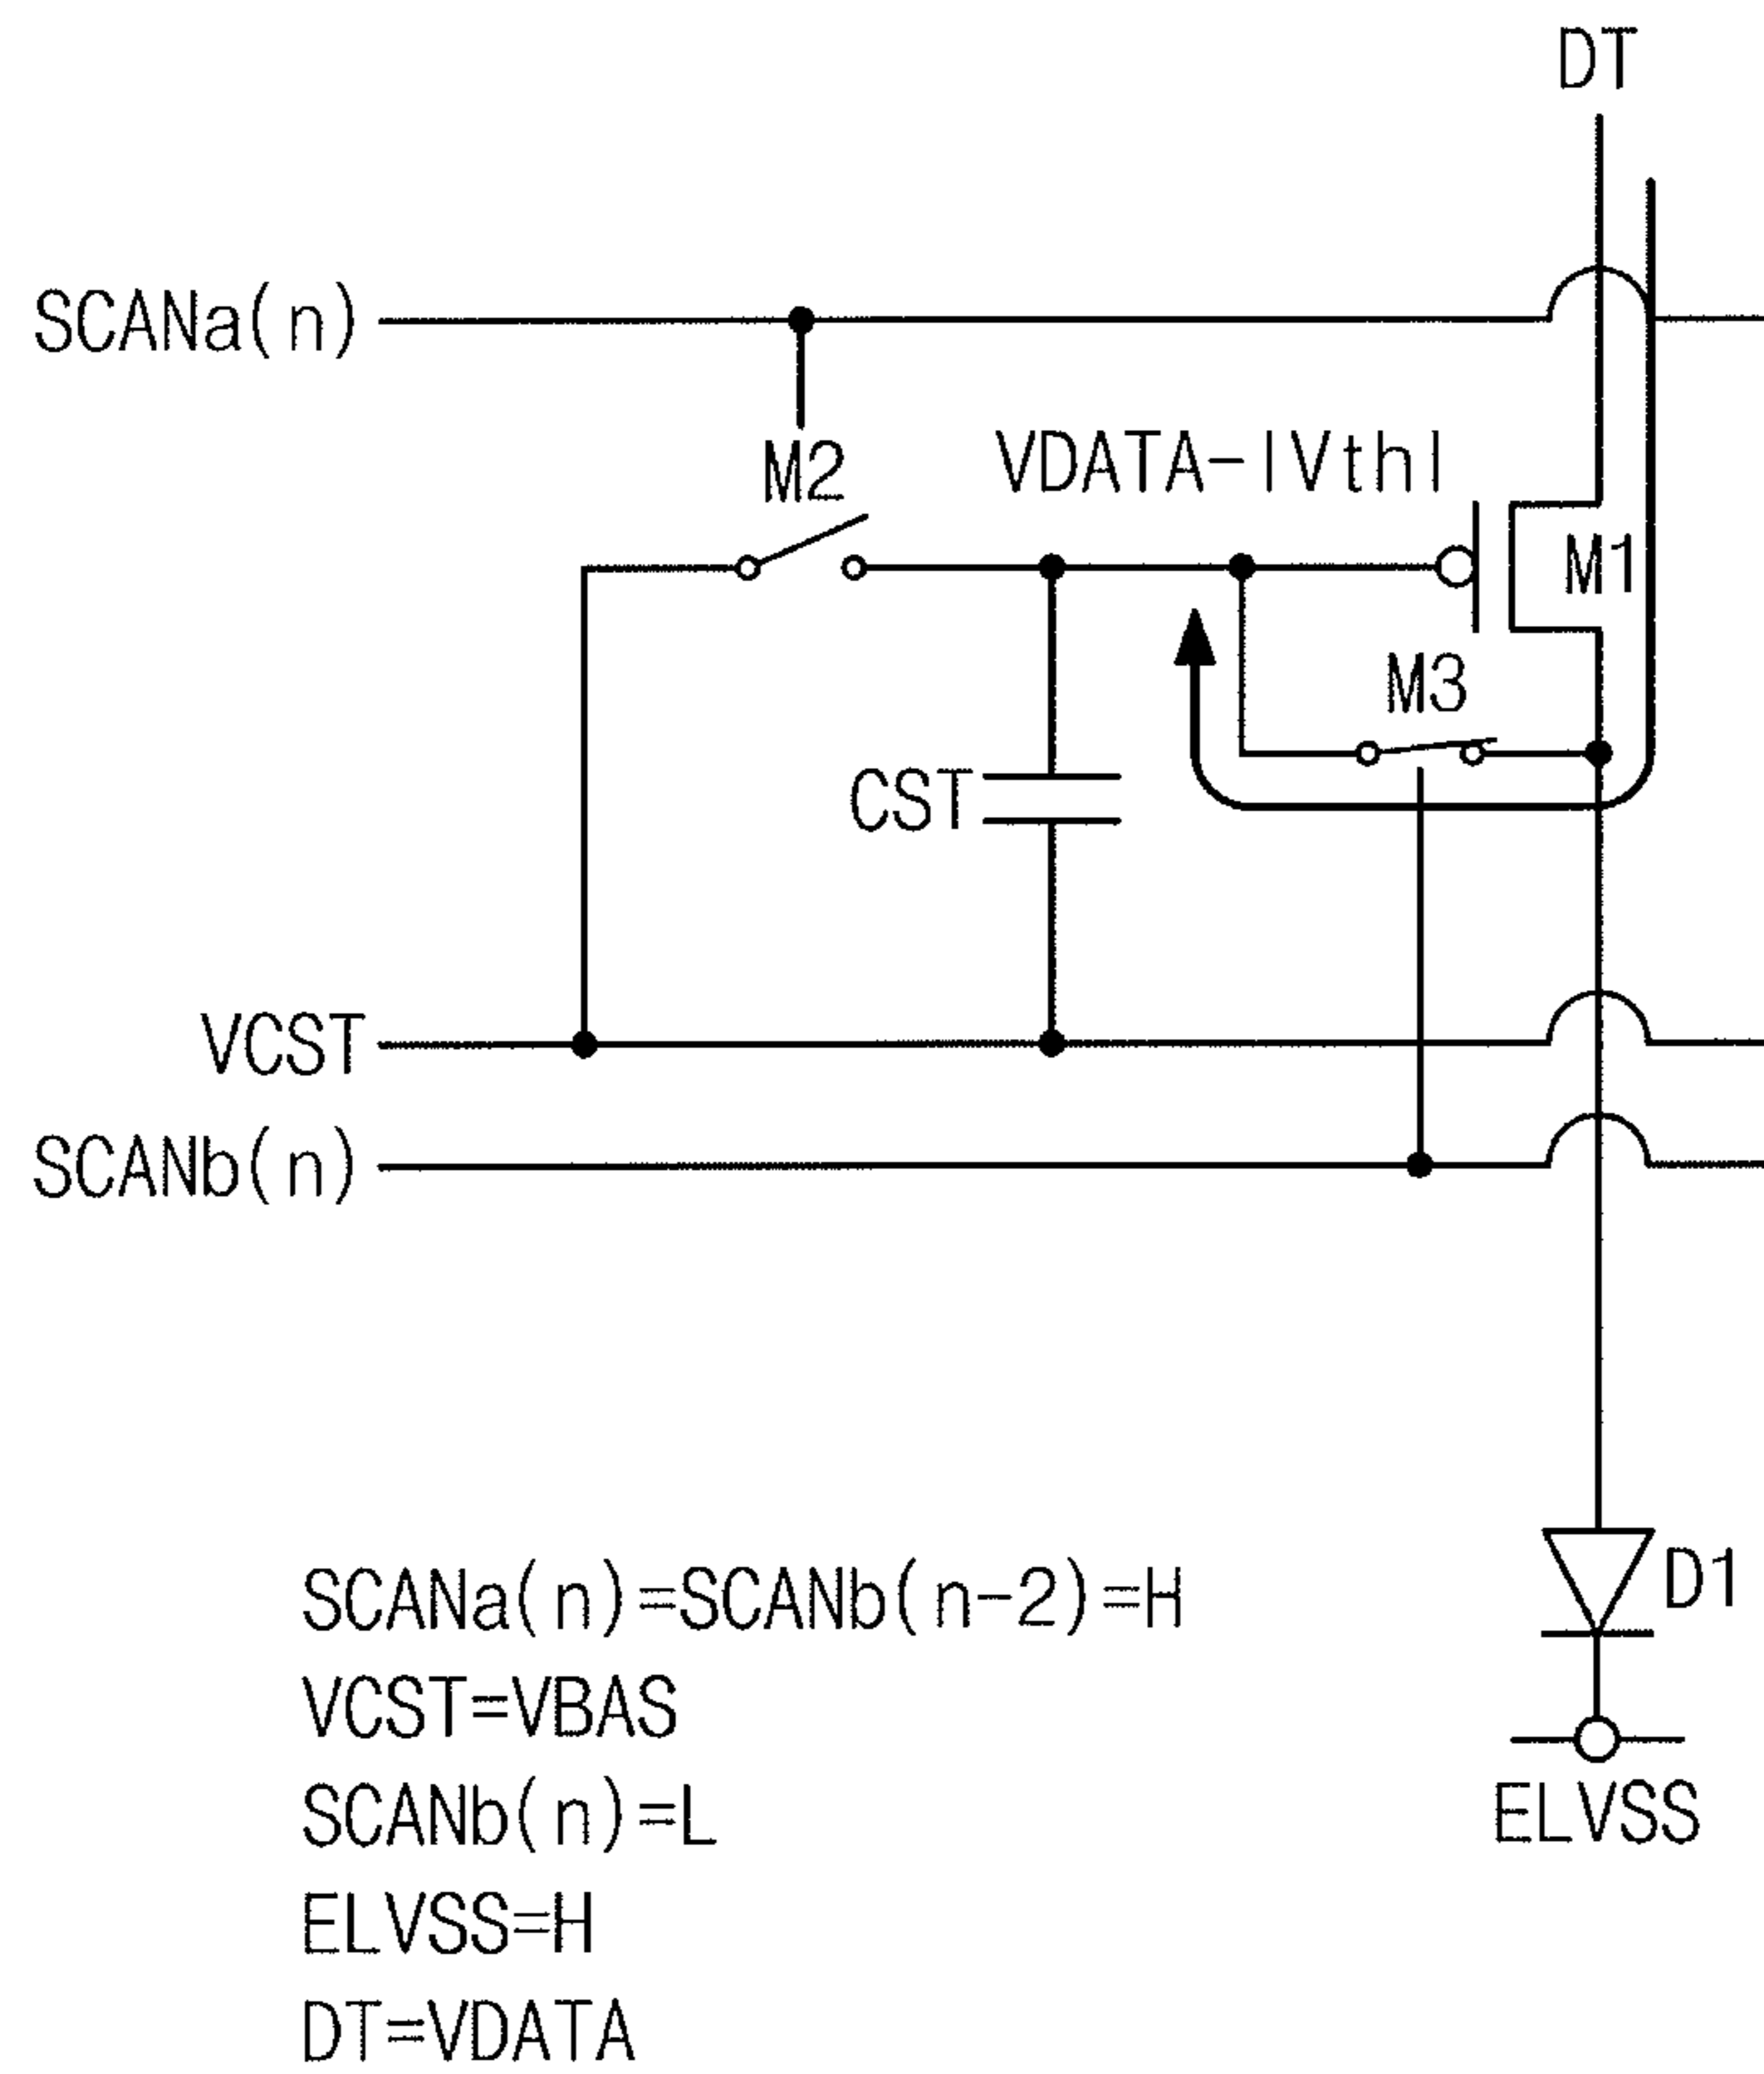 DT
SCANa(n)
M2
VDATA-|Vth|
M1
M3
CST
VCST
SCANb(n)
D1
SCANa(n)=SCANb(n-2)=H
VCST=VBAS
SCANb(n)=L
ELVSS
ELVSS=H
DT=VDATA